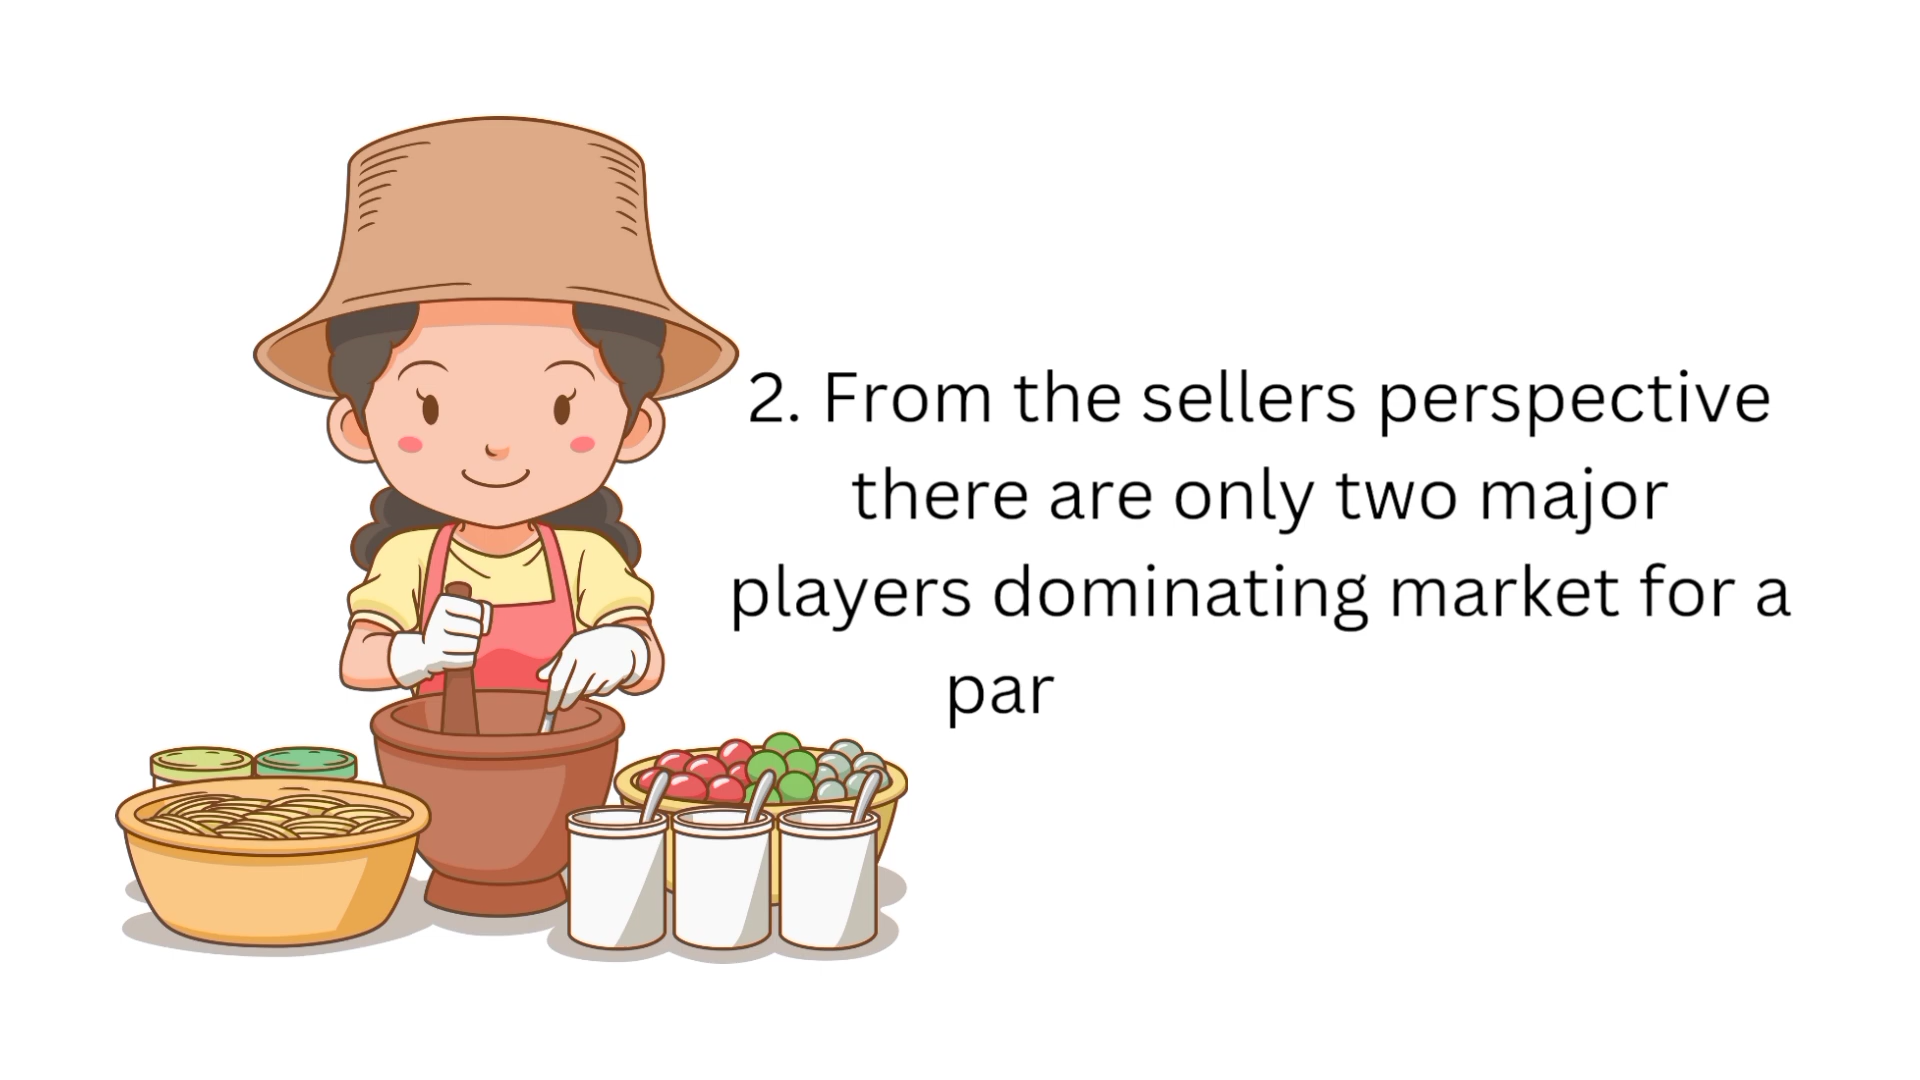 2. From the sellers perspective
there are only two major
players dominating market for a
par